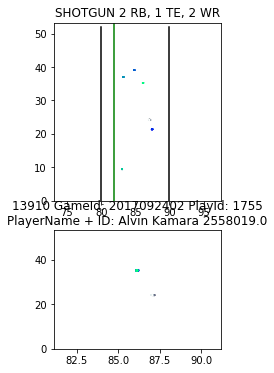 SHOTGUN 2 RB, 1 TE, 2 WR
50
40
30
20
10
0
75 80 85 90 95
13910 GameId: 2017092402 PlayId: 1755
PlayerName + ID: Alvin Kamara 2558019.0
40
20
0
82.5 85.0 87.5 90.0